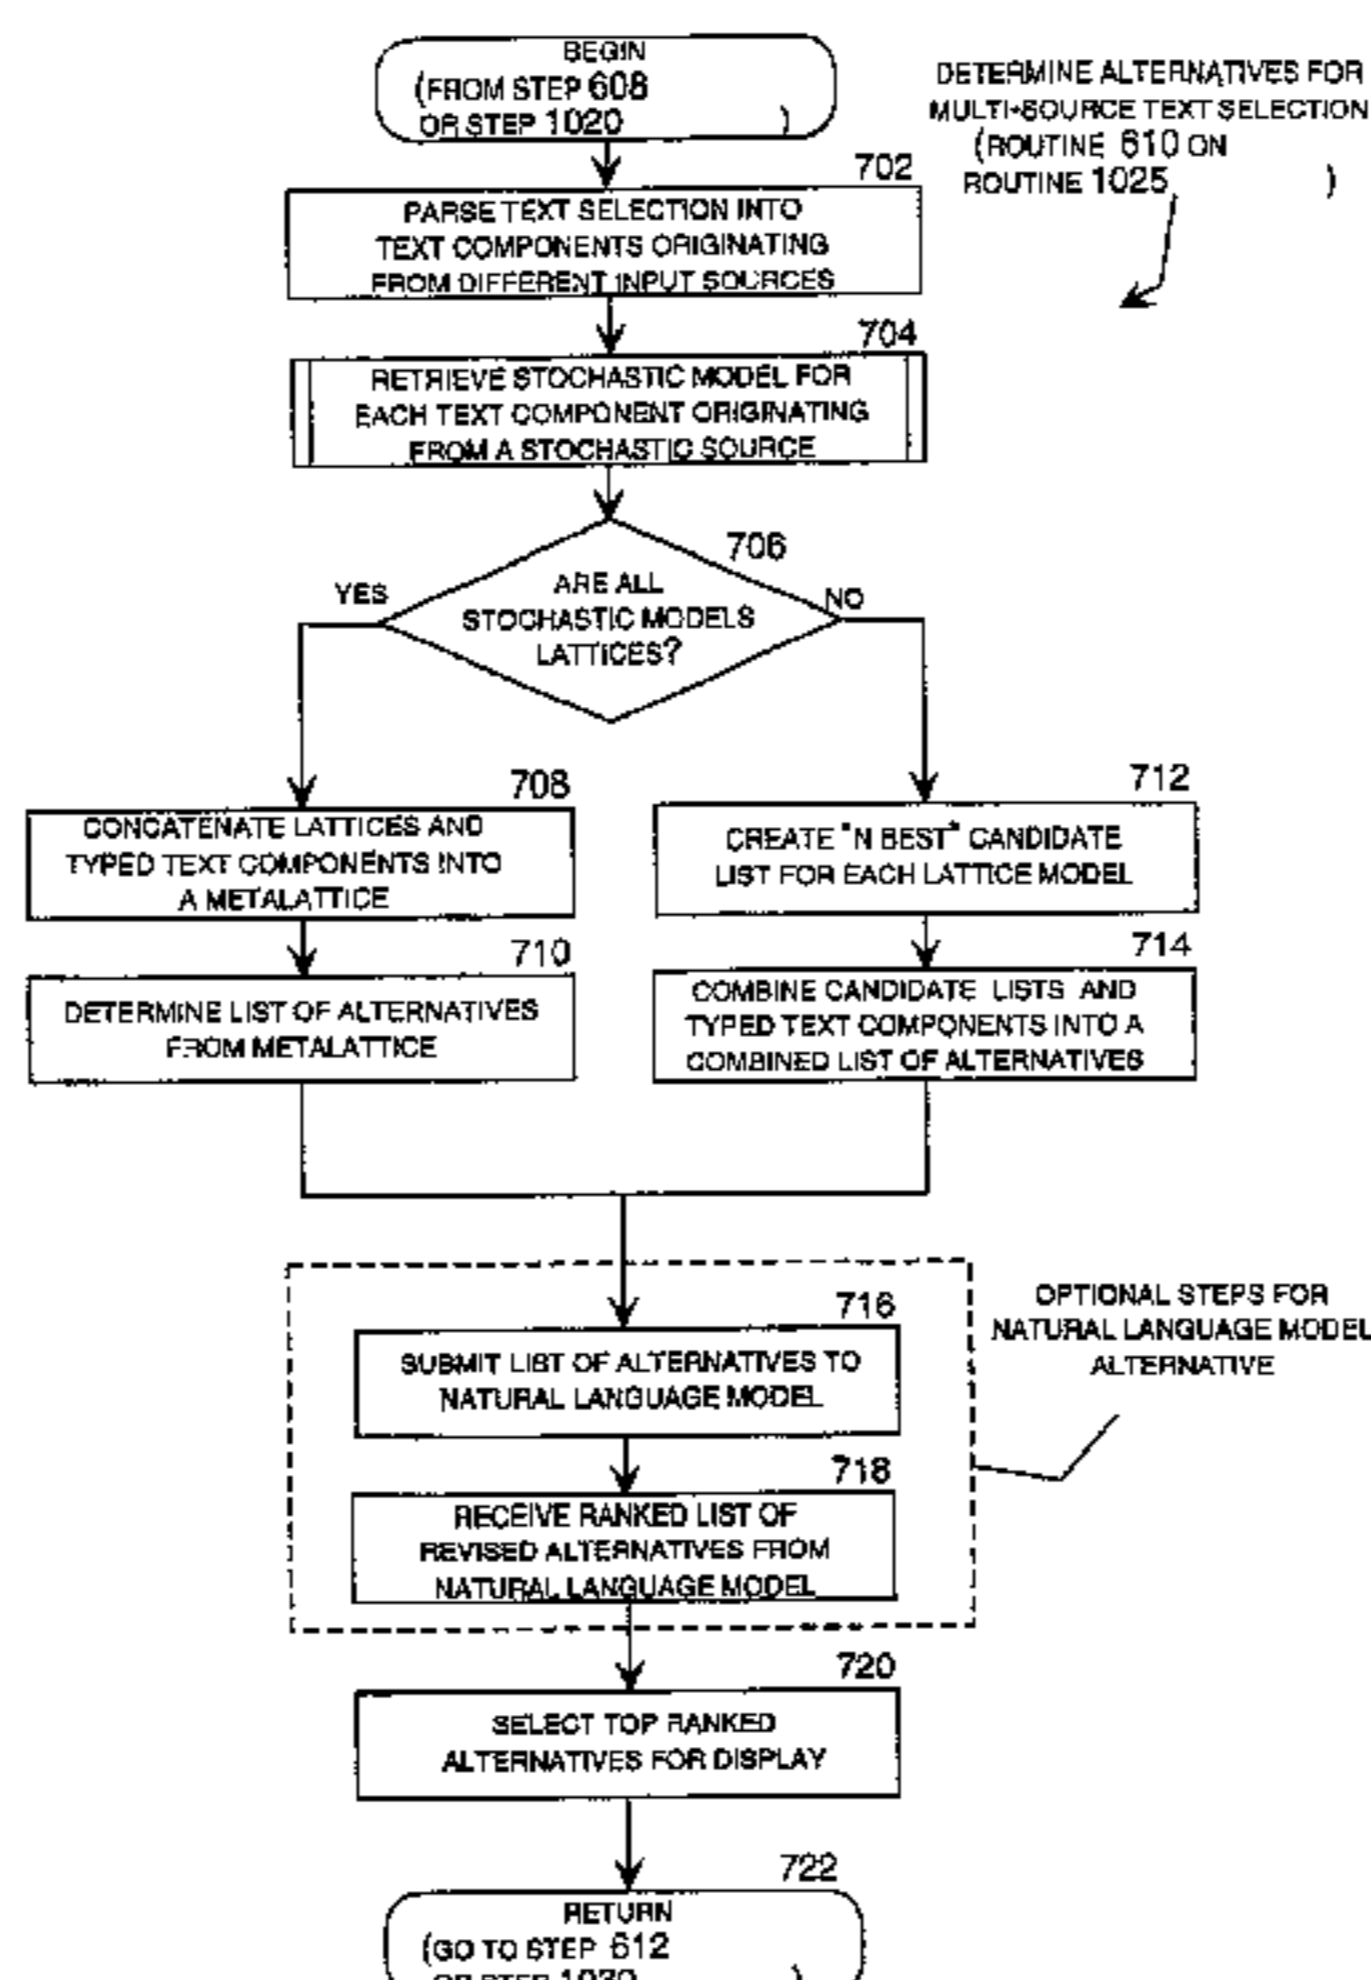 BEGIN
(FROM STEP 608
OR STEP 1020 )
DETERMINE ALTERNATIVES FOR
MULTI-SOURCE TEXT SELECTION
(ROUTINE 610 ON
ROUTINE 1025 )
702
PARSE TEXT SELECTION INTO
TEXT COMPONENTS ORIGINATING
FROM DIFFERENT INPUT SOURCES
704
RETRIEVE STOCHASTIC MODEL FOR
EACH TEXT COMPONENT ORIGINATING
FROM A STOCHASTIC SOURCE
706
ARE ALL
STOCHASTIC MODELS
LATTICES?
YES
NO
708
CONCATENATE LATTICES AND
TYPED TEXT COMPONENTS INTO
A METALATTICE
710
DETERMINE LIST OF ALTERNATIVES
FROM METALATTICE
712
CREATE "N BEST" CANDIDATE
LIST FOR EACH LATTICE MODEL
714
COMBINE CANDIDATE LISTS AND
TYPED TEXT COMPONENTS INTO A
COMBINED LIST OF ALTERNATIVES
OPTIONAL STEPS FOR
NATURAL LANGUAGE MODEL
ALTERNATIVE
716
SUBMIT LIST OF ALTERNATIVES TO
NATURAL LANGUAGE MODEL
718
RECEIVE RANKED LIST OF
REVISED ALTERNATIVES FROM
NATURAL LANGUAGE MODEL
720
SELECT TOP RANKED
ALTERNATIVES FOR DISPLAY
722
RETURN
(GO TO STEP 612
OR STEP 1030 )